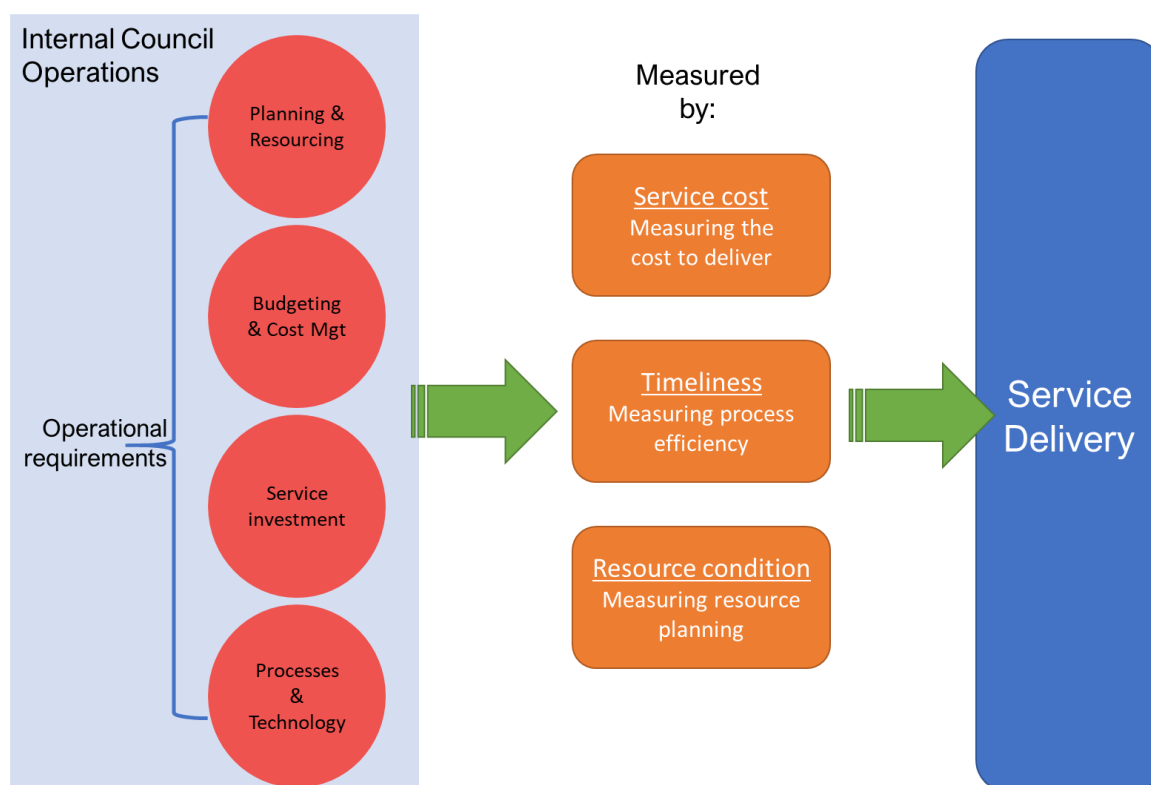 Internal Council
Operations
Planning &
Resourcing
Budgeting
& Cost Mgt
Service
investment
Processes
&
Technology
Operational
requirements
Measured
by:
Service cost
Measuring the
cost to deliver
Timeliness
Measuring process
efficiency
Resource condition
Measuring resource
planning
Service
Delivery